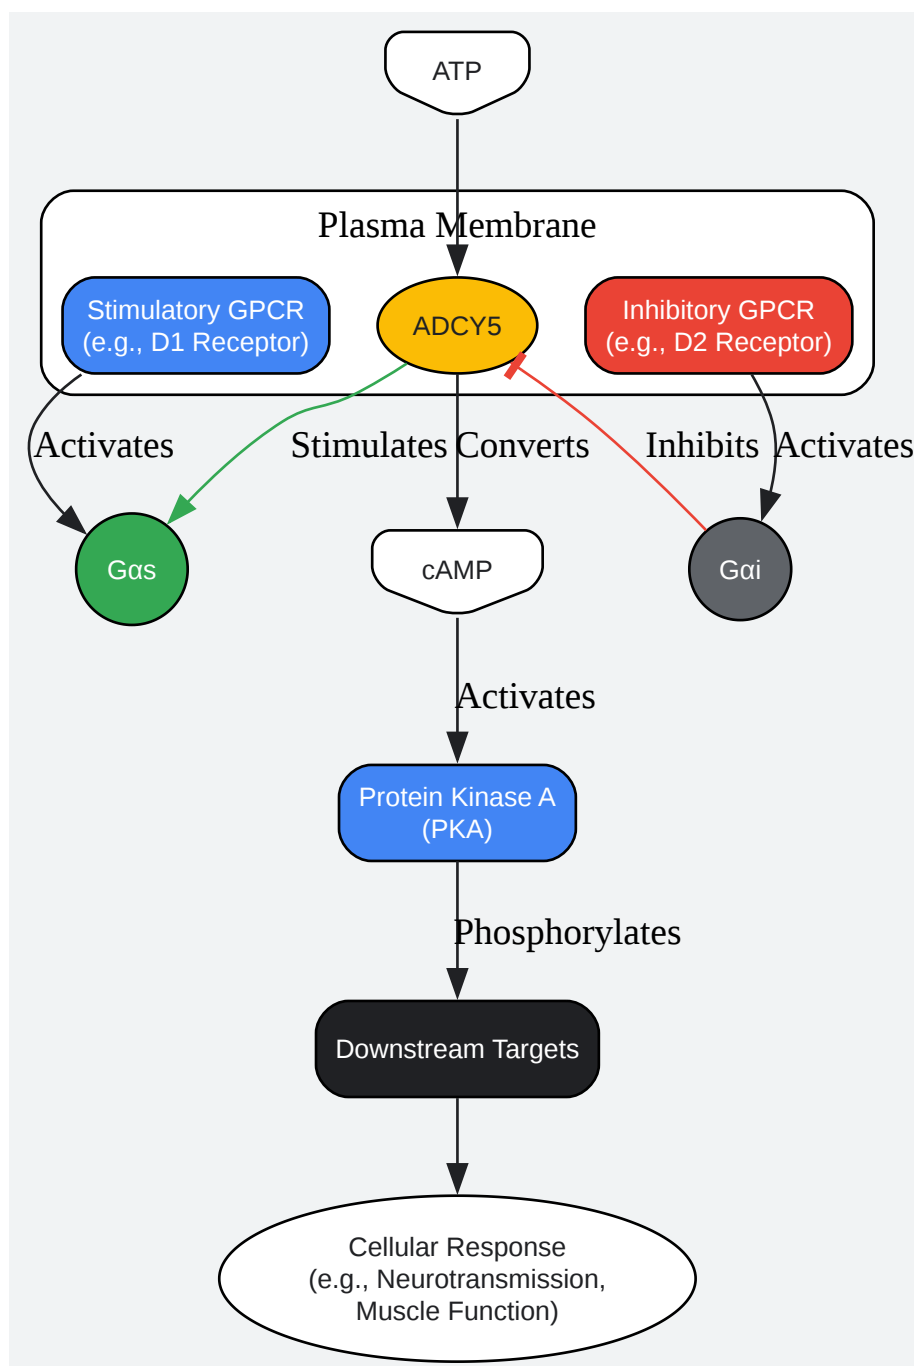 ATP
Plasma Membrane
Stimulatory GPCR
(e.g., D1 Receptor)
ADCY5
Inhibitory GPCR
(e.g., D2 Receptor)
Activates
Stimulates
Converts
Inhibits
Activates
Gαs
cAMP
Gαi
Activates
Protein Kinase A
(PKA)
Phosphorylates
Downstream Targets
Cellular Response
(e.g., Neurotransmission,
Muscle Function)